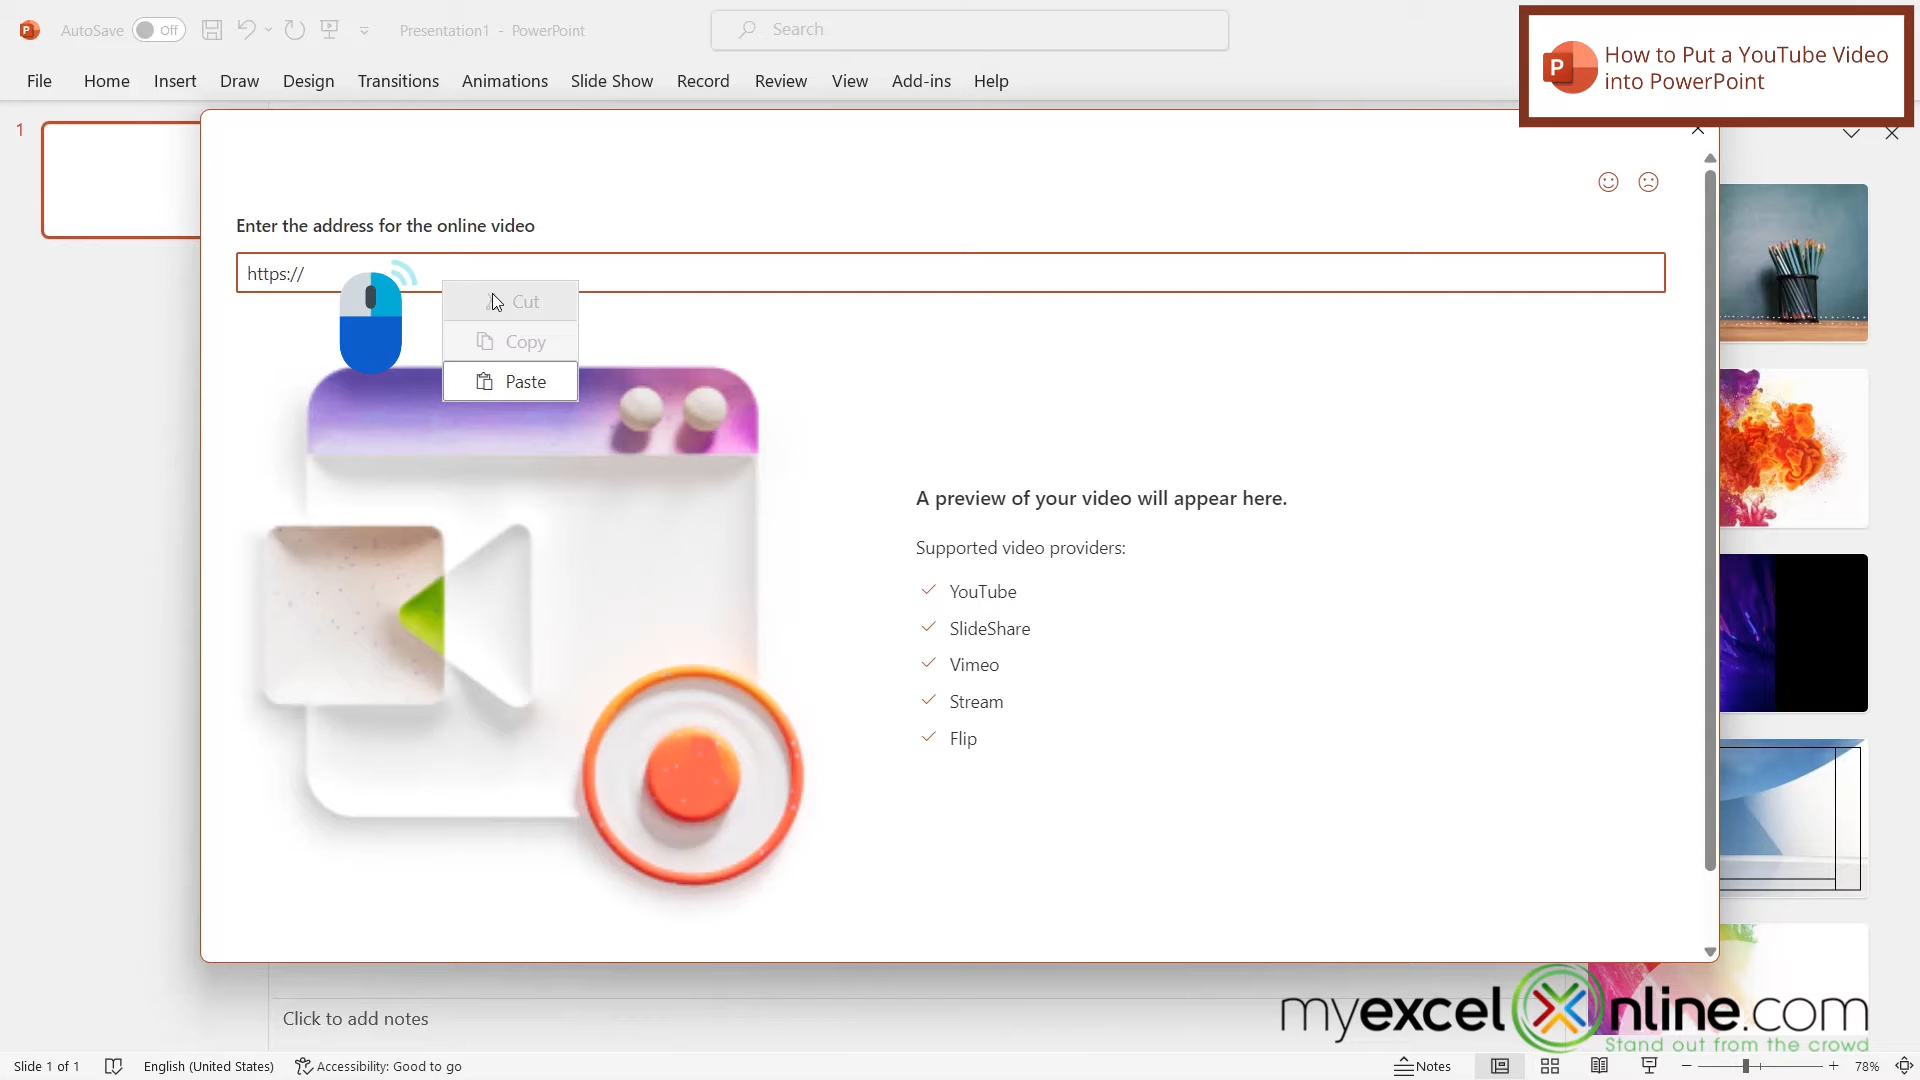 AutoSave Off Presentation1 - PowerPoint Search
P How to Put a YouTube Video
into PowerPoint
File Home Insert Draw Design Transitions Animations Slide Show Record Review View Add-ins Help
1
Enter the address for the online video
https://
Cut
Copy
Paste
A preview of your video will appear here.
Supported video providers:
YouTube
SlideShare
Vimeo
Stream
Flip
myexcelonline.com
Stand out from the crowd
Click to add notes
Slide 1 of 1 English (United States) Accessibility: Good to go Notes 78%